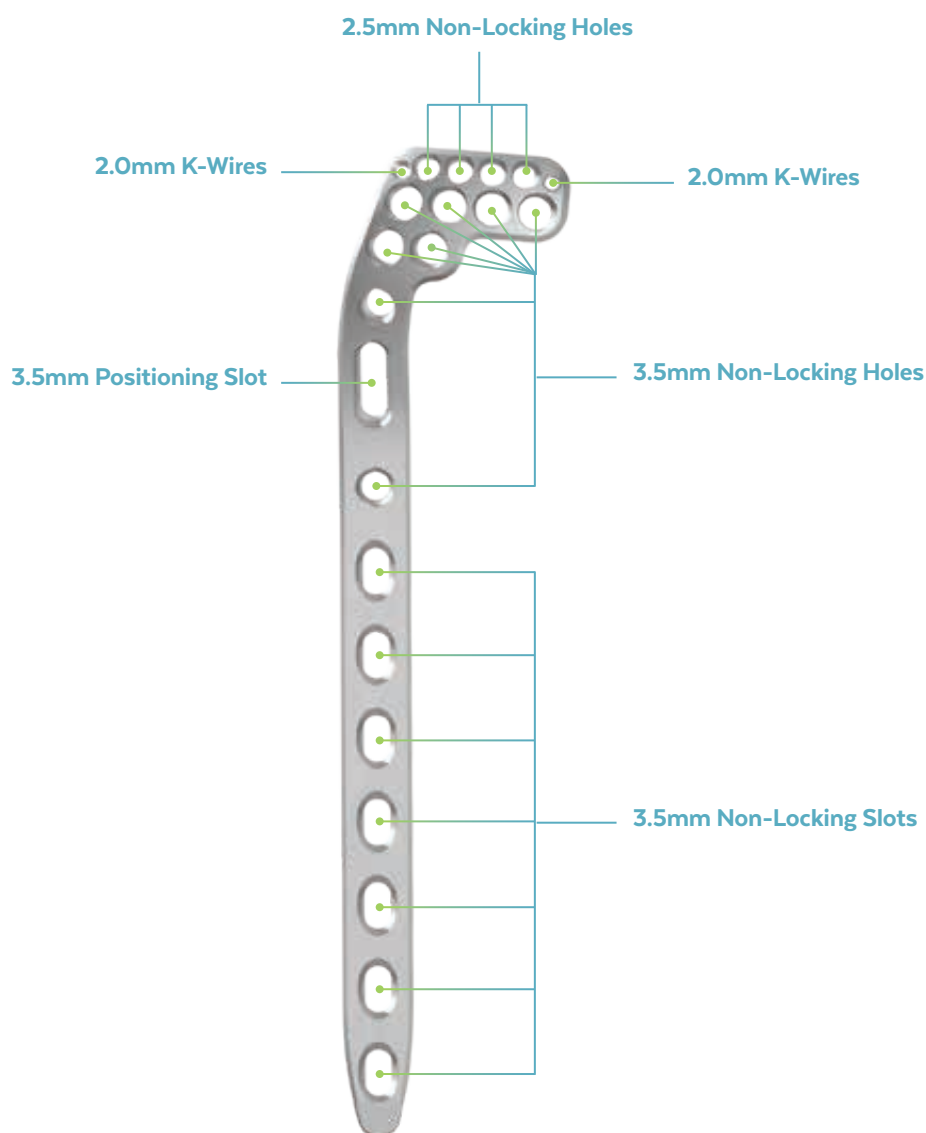 2.5mm Non-Locking Holes
2.0mm K-Wires
2.0mm K-Wires
3.5mm Positioning Slot
3.5mm Non-Locking Holes
3.5mm Non-Locking Slots